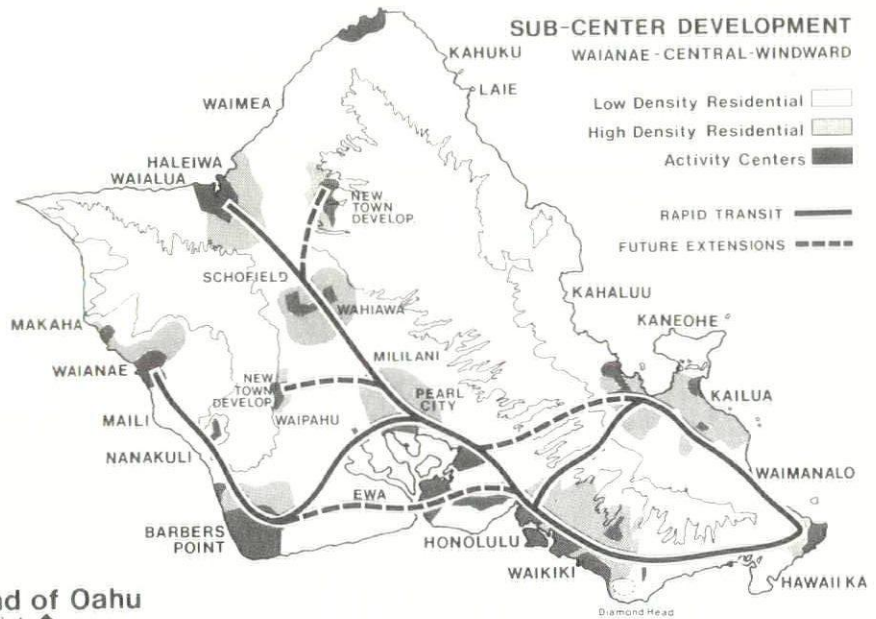 SUB-CENTER DEVELOPMENT
WAIANAE-CENTRAL-WINDWARD
Low Density Residential
High Density Residential
Activity Centers
RAPID TRANSIT
FUTURE EXTENSIONS
KAHUKU
LAIE
WAIMEA
HALEIWA
WAIALUA
NEW
TOWN
DEVELOP.
SCHOFIELD
WAHIAWA
KAHALUU
KANEOHE
MAKAHA
WAIANAE
MILILANI
NEW
TOWN
DEVELOP.
PEARL
CITY
KAILUA
MAILI
WAIPAHU
NANAKULI
WAIMANALO
EWA
BARBERS
POINT
HONOLULU
WAIKIKI
HAWAII KA
Diamond Head
nd of Oahu